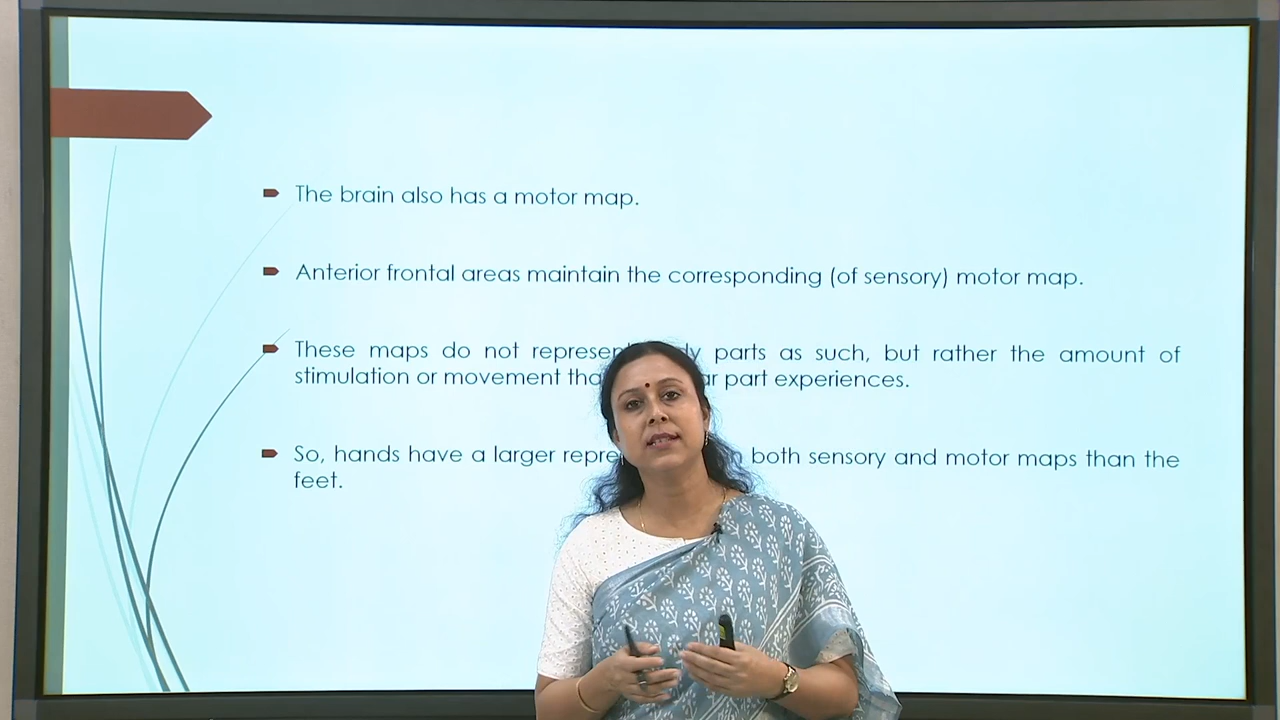 The brain also has a motor map.
Anterior frontal areas maintain the corresponding (of sensory) motor map.
These maps do not represent parts as such, but rather the amount of
stimulation or movement part experiences.
So, hands have a larger both sensory and motor maps than the
feet.